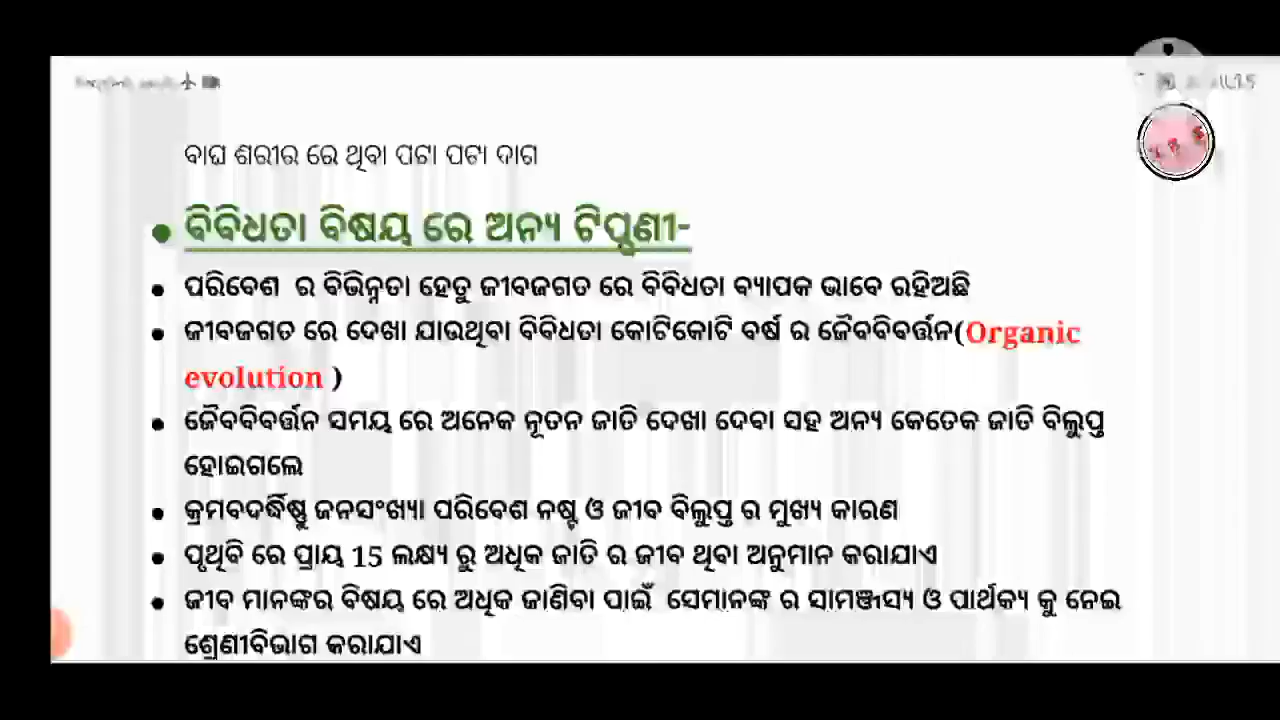 ବାଘ ଶରୀର ରେ ଥିବା ପଟା ପଟା ଦାଗ
• ବିବିଧତା ବିଷୟ ରେ ଅନ୍ୟ ଟିପ୍ପଣୀ-
• ପରିବେଶ ର ବିଭିନ୍ନତା ହେତୁ ଜୀବଜଗତ ରେ ବିବିଧତା ବ୍ୟାପକ ଭାବେ ରହିଅଛି
• ଜୀବଜଗତ ରେ ଦେଖା ଯାଉଥିବା ବିବିଧତା କୋଟିକୋଟି ବର୍ଷ ର ଜୈବବିବର୍ତ୍ତନ(Organic
evolution )
• ଜୈବବିବର୍ତ୍ତନ ସମୟ ରେ ଅନେକ ନୂତନ ଜାତି ଦେଖା ଦେବା ସହ ଅନ୍ୟ କେତେକ ଜାତି ବିଲୁପ୍ତ
ହୋଇଗଲେ
• କ୍ରମବଦର୍ଦ୍ଧିଷ୍ଣୁ ଜନସଂଖ୍ୟା ପରିବେଶ ନଷ୍ଟ ଓ ଜୀବ ବିଲୁପ୍ତ ର ମୁଖ୍ୟ କାରଣ
• ପୃଥିବି ରେ ପ୍ରାୟ 15 ଲକ୍ଷ୍ୟ ରୁ ଅଧିକ ଜାତି ର ଜୀବ ଥିବା ଅନୁମାନ କରାଯାଏ
• ଜୀବ ମାନଙ୍କର ବିଷୟ ରେ ଅଧିକ ଜାଣିବା ପାଇଁ ସେମାନଙ୍କ ର ସାମଞ୍ଜସ୍ୟ ଓ ପାର୍ଥକ୍ୟ କୁ ନେଇ
ଶ୍ରେଣୀବିଭାଗ କରାଯାଏ